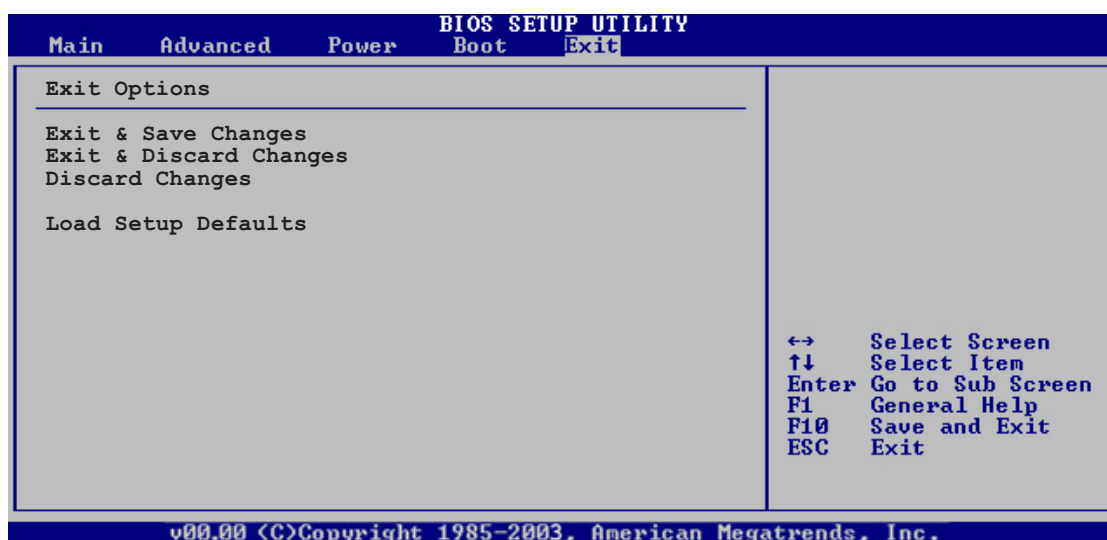 BIOS SETUP UTILITY
Main Advanced Power Boot Exit
Exit Options
Exit & Save Changes
Exit & Discard Changes
Discard Changes
Load Setup Defaults
←→ Select Screen
↑↓ Select Item
Enter Go to Sub Screen
F1 General Help
F10 Save and Exit
ESC Exit
v00.00 (C)Copyright 1985-2003, American Megatrends, Inc.